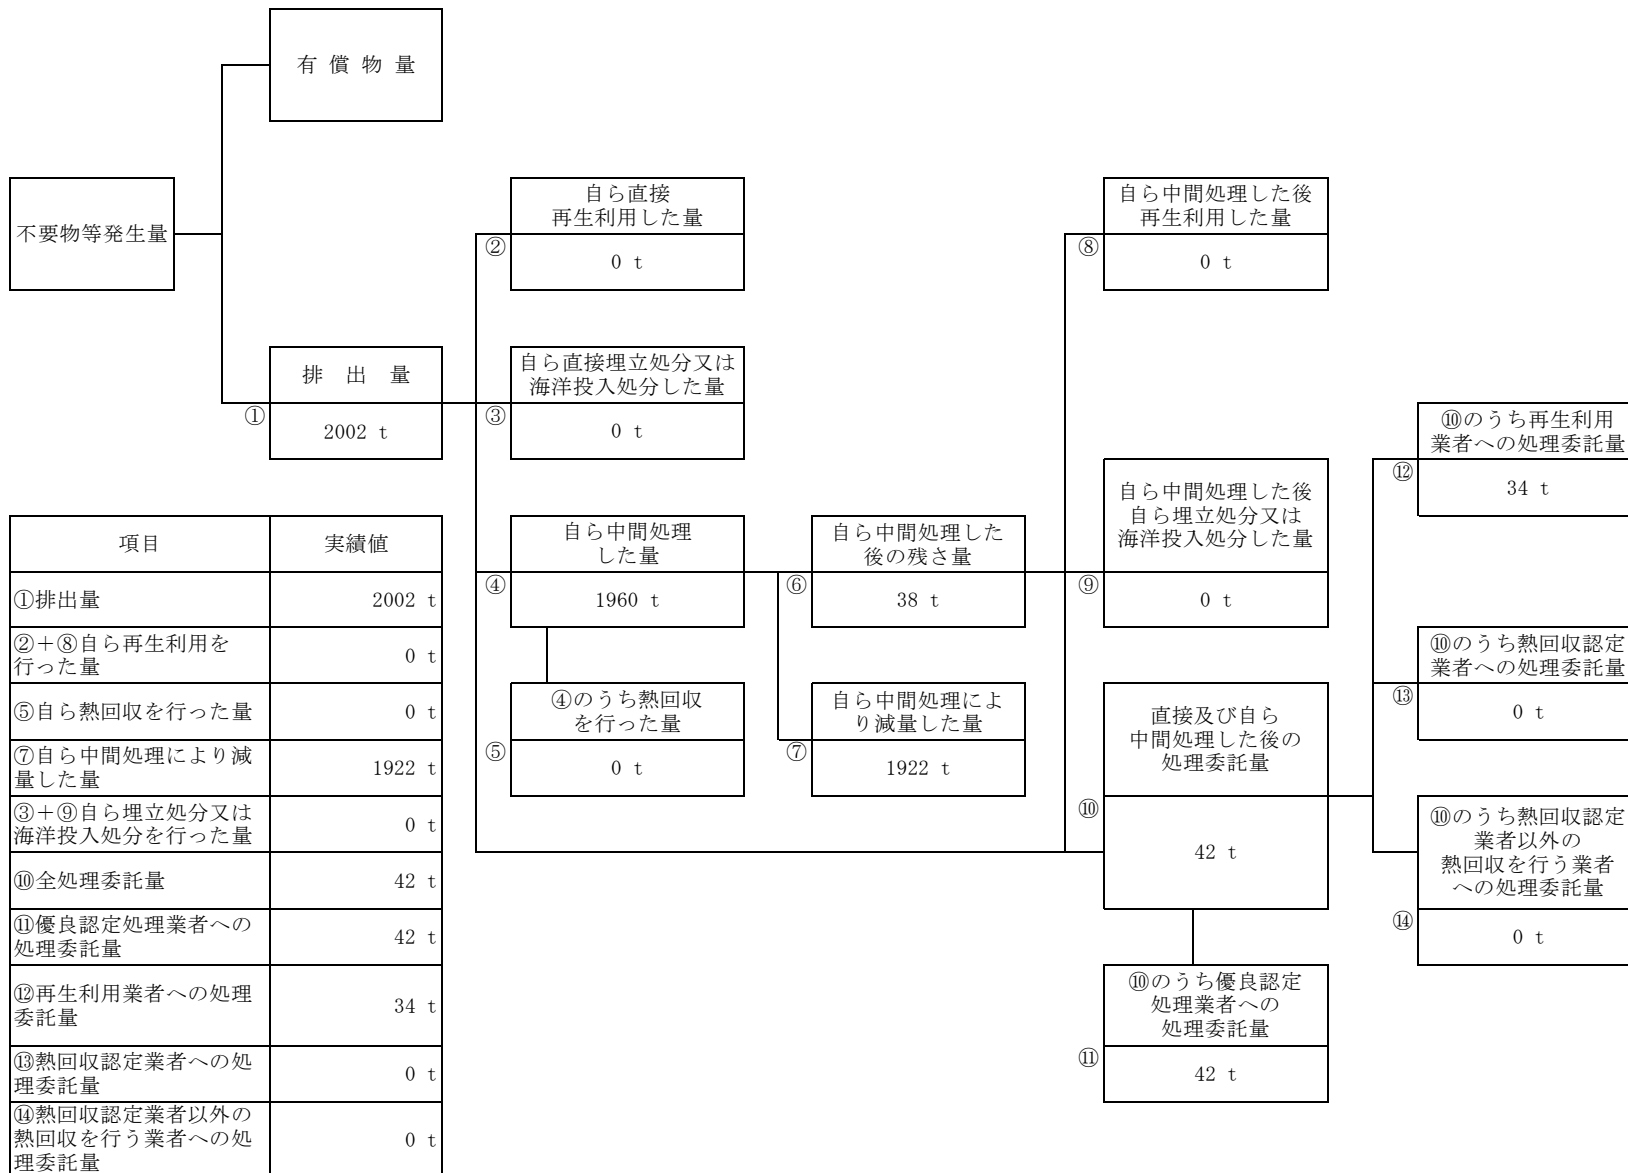 有 償 物 量
不要物等発生量
自ら直接
再生利用した量
②
0 t
自ら中間処理した後
再生利用した量
⑧
0 t
排 出 量
①
2002 t
自ら直接埋立処分又は
海洋投入処分した量
③
0 t
⑩のうち再生利用
業者への処理委託量
⑫
34 t
自ら中間処理
した量
④
1960 t
自ら中間処理した
後の残さ量
⑥
38 t
自ら中間処理した後
自ら埋立処分又は
海洋投入処分した量
⑨
0 t
⑩のうち熱回収認定
業者への処理委託量
⑬
0 t
④のうち熱回収
を行った量
⑤
0 t
自ら中間処理によ
り減量した量
⑦
1922 t
直接及び自ら
中間処理した後の
処理委託量
⑩
42 t
⑩のうち熱回収認定
業者以外の
熱回収を行う業者
への処理委託量
⑭
0 t
⑩のうち優良認定
処理業者への
処理委託量
⑪
42 t
項目 実績値
①排出量 2002 t
②＋⑧自ら再生利用を
行った量 0 t
⑤自ら熱回収を行った量 0 t
⑦自ら中間処理により減
量した量 1922 t
③＋⑨自ら埋立処分又は
海洋投入処分を行った量 0 t
⑩全処理委託量 42 t
⑪優良認定処理業者への
処理委託量 42 t
⑫再生利用業者への処理
委託量 34 t
⑬熱回収認定業者への処
理委託量 0 t
⑭熱回収認定業者以外の
熱回収を行う業者への処 0 t
理委託量